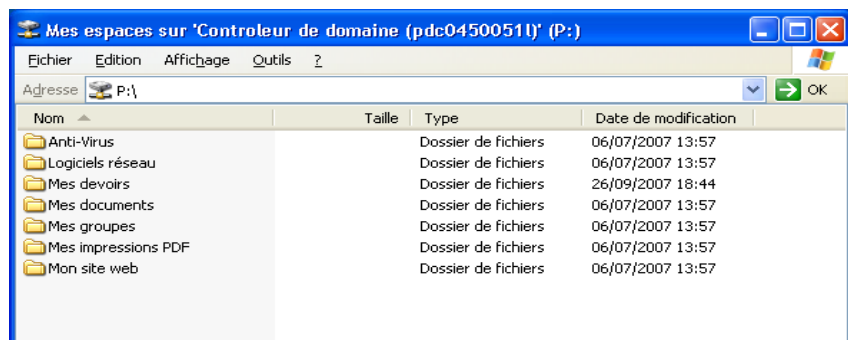 Mes espaces sur 'Controleur de domaine (pdc0450051l)' (P:)
Fichier Edition Affichage Outils ?
Adresse P:\ OK
Nom Taille Type Date de modification
Anti-Virus Dossier de fichiers 06/07/2007 13:57
Logiciels réseau Dossier de fichiers 06/07/2007 13:57
Mes devoirs Dossier de fichiers 26/09/2007 18:44
Mes documents Dossier de fichiers 06/07/2007 13:57
Mes groupes Dossier de fichiers 06/07/2007 13:57
Mes impressions PDF Dossier de fichiers 06/07/2007 13:57
Mon site web Dossier de fichiers 06/07/2007 13:57